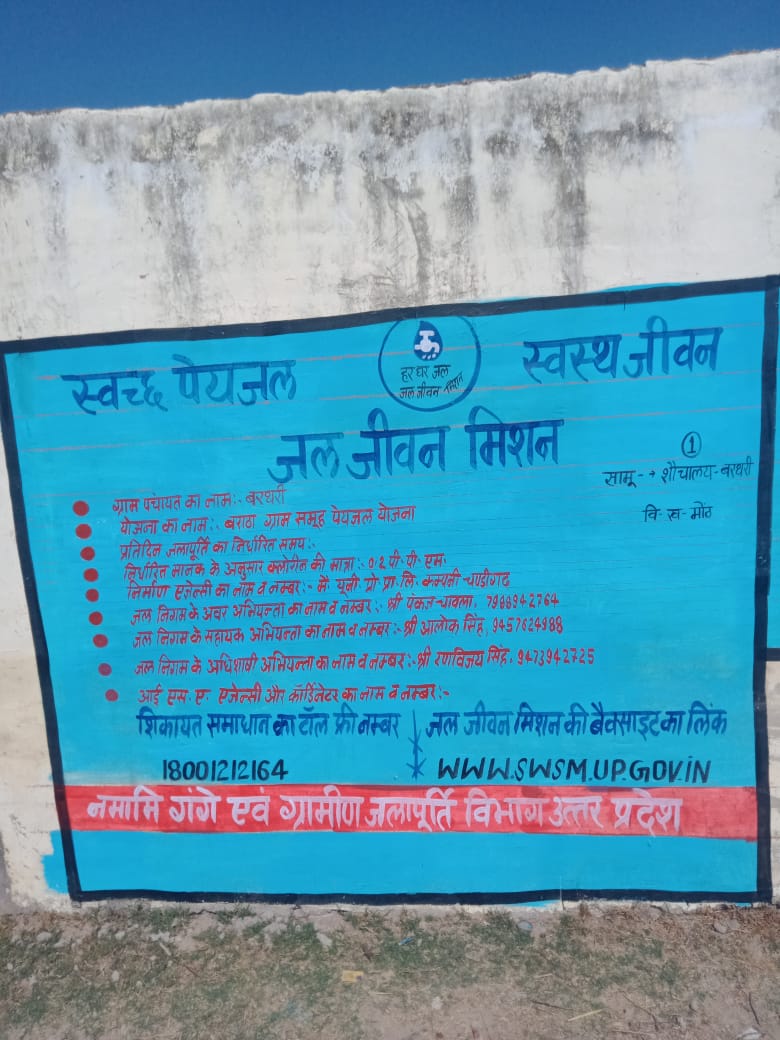 स्वच्छ पेयजल
हर घर जल
जल जीवन मिशन
स्वस्थ जीवन
जल जीवन मिशन
1
सामु-→ शौचालय-बरथरी
वि-ख-मोंठ
ग्राम पंचायत का नाम:- बरथरी
योजना का नाम:- बराठा ग्राम समूह पेयजल योजना
प्रतिदिन जलापूर्ति का निर्धारित समय:-
निर्धारित मानक के अनुसार क्लोरीन की मात्रा:- 0.2 पी-पी-एम
निर्माण एजेन्सी का नाम व नम्बर:- मै. यूनी प्रो प्रा.लि. कम्पनी-चण्डीगढ
जल निगम के अवर अभियन्ता का नाम व नम्बर:- श्री पंकज चावला, 7988942764
जल निगम के सहायक अभियन्ता का नाम व नम्बर:- श्री आलोक सिंह, 9457624988
जल निगम के अधिशाषी अभियन्ता का नाम व नम्बर:- श्री रणविजय सिंह, 9473942725
आई एस. ए- एजेन्सी और कॉर्डिनेटर का नाम व नम्बर:-
शिकायत समाधान का टॉल फ्री नम्बर
18001212164
जल जीवन मिशन की बैवसाइट का लिंक
WWW.SWSM.UP.GOV.iN
नमामि गंगे एवं ग्रामीण जलापूर्ति विभाग उत्तर प्रदेश